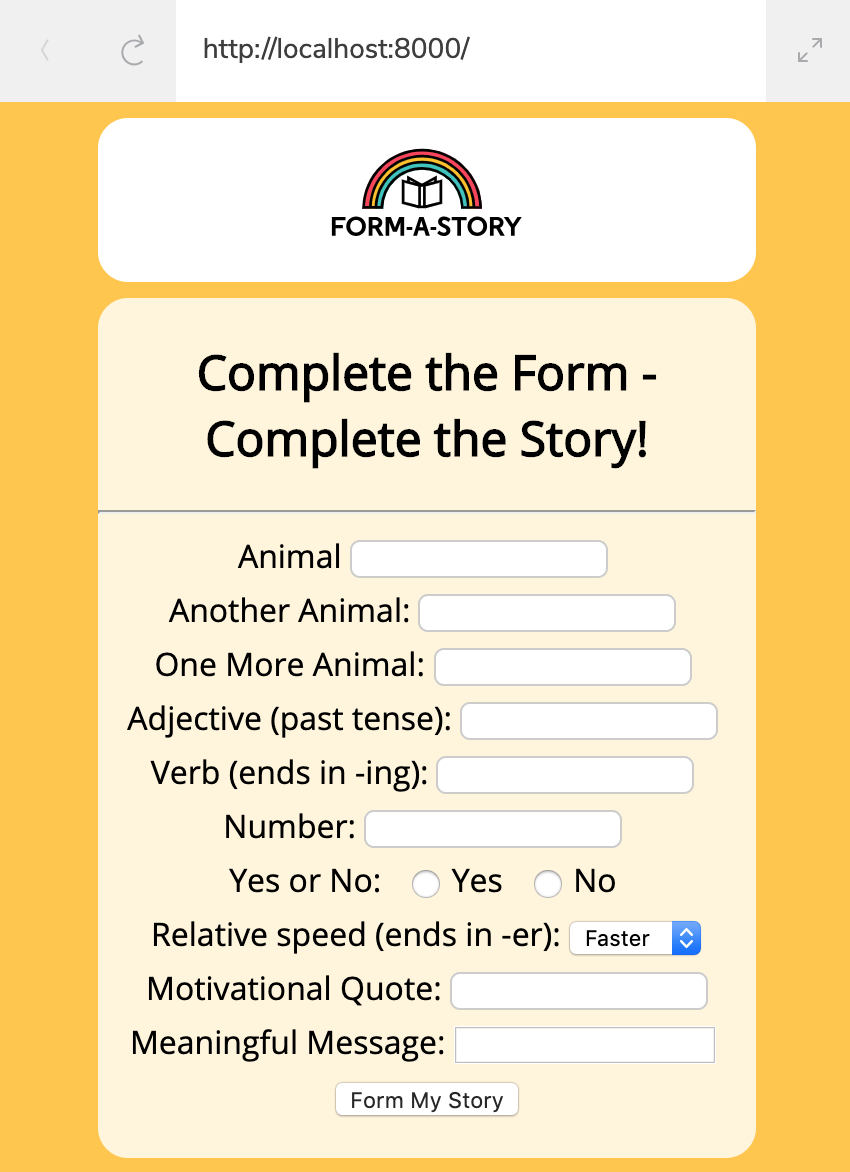 http://localhost:8000/
FORM-A-STORY
Complete the Form -
Complete the Story!
Animal
Another Animal:
One More Animal:
Adjective (past tense):
Verb (ends in -ing):
Number:
Yes or No: Yes No
Relative speed (ends in -er): Faster
Motivational Quote:
Meaningful Message:
Form My Story